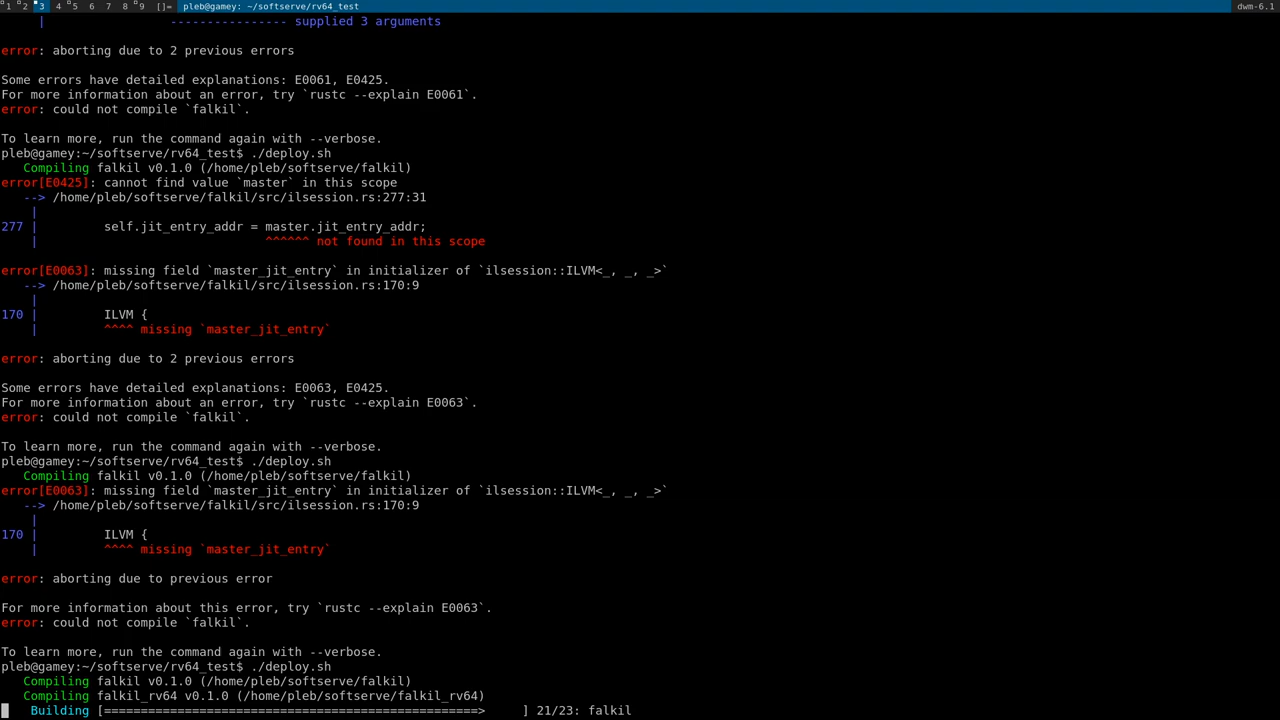 1 2 3 4 5 6 7 8 9 []= pleb@gamey: ~/softserve/rv64_test dwm-6.1
| ---------------- supplied 3 arguments
error: aborting due to 2 previous errors
Some errors have detailed explanations: E0061, E0425.
For more information about an error, try `rustc --explain E0061`.
error: could not compile `falkil`.
To learn more, run the command again with --verbose.
pleb@gamey:~/softserve/rv64_test$ ./deploy.sh
Compiling falkil v0.1.0 (/home/pleb/softserve/falkil)
error[E0425]: cannot find value `master` in this scope
--> /home/pleb/softserve/falkil/src/ilsession.rs:277:31
|
277 | self.jit_entry_addr = master.jit_entry_addr;
| ^^^^^^ not found in this scope
error[E0063]: missing field `master_jit_entry` in initializer of `ilsession::ILVM<_, _, _>`
--> /home/pleb/softserve/falkil/src/ilsession.rs:170:9
|
170 | ILVM {
| ^^^^ missing `master_jit_entry`
error: aborting due to 2 previous errors
Some errors have detailed explanations: E0063, E0425.
For more information about an error, try `rustc --explain E0063`.
error: could not compile `falkil`.
To learn more, run the command again with --verbose.
pleb@gamey:~/softserve/rv64_test$ ./deploy.sh
Compiling falkil v0.1.0 (/home/pleb/softserve/falkil)
error[E0063]: missing field `master_jit_entry` in initializer of `ilsession::ILVM<_, _, _>`
--> /home/pleb/softserve/falkil/src/ilsession.rs:170:9
|
170 | ILVM {
| ^^^^ missing `master_jit_entry`
error: aborting due to previous error
For more information about this error, try `rustc --explain E0063`.
error: could not compile `falkil`.
To learn more, run the command again with --verbose.
pleb@gamey:~/softserve/rv64_test$ ./deploy.sh
Compiling falkil v0.1.0 (/home/pleb/softserve/falkil)
Compiling falkil_rv64 v0.1.0 (/home/pleb/softserve/falkil_rv64)
Building [===================================================> ] 21/23: falkil